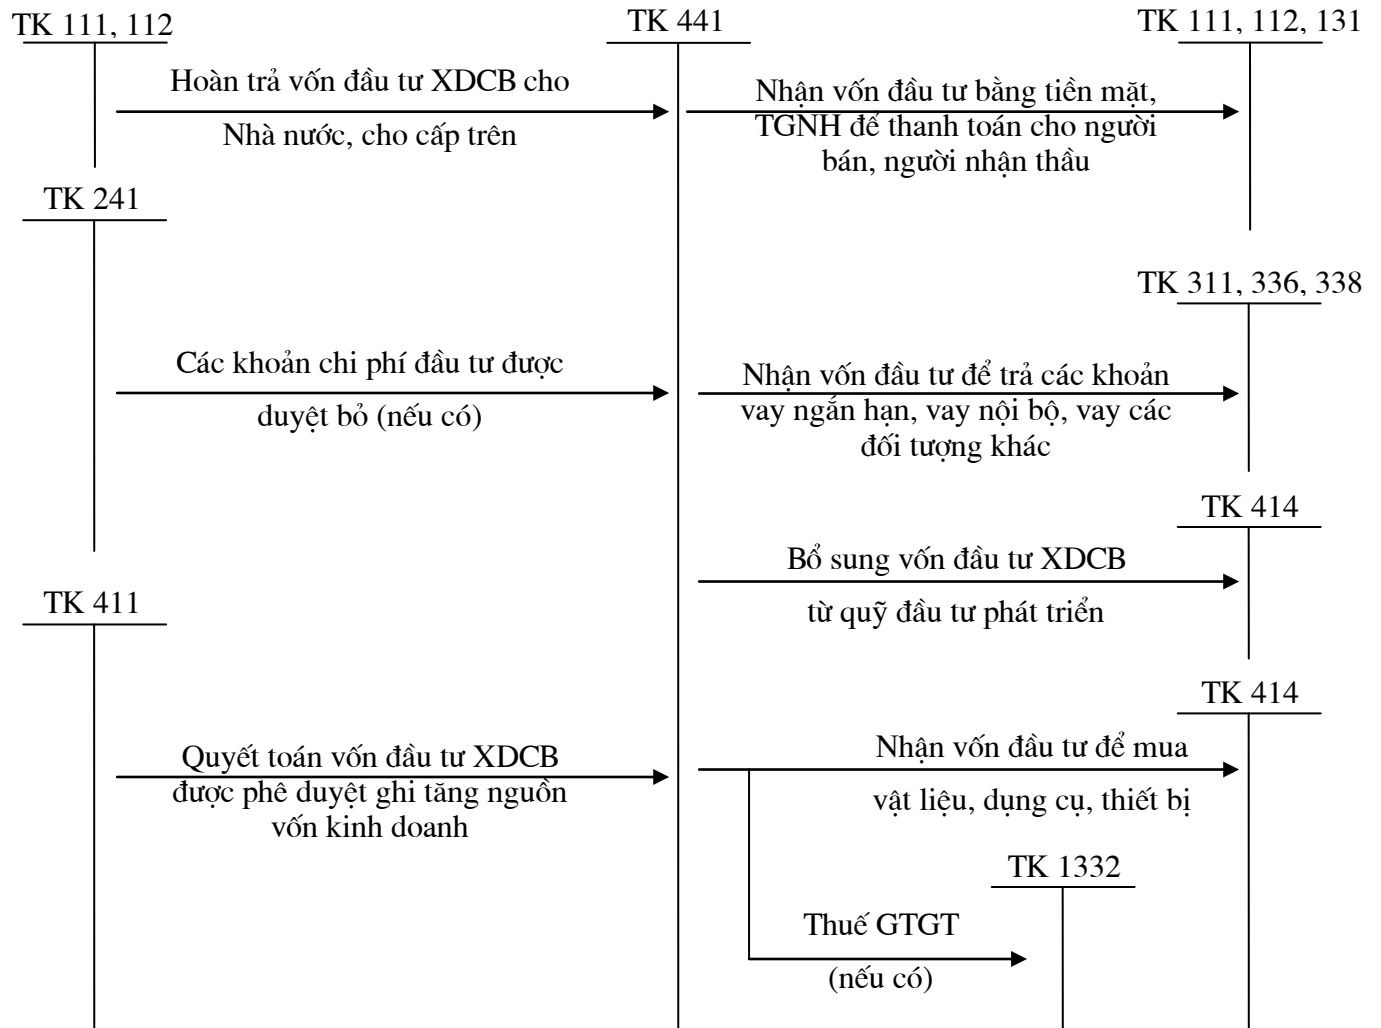 TK 111, 112
TK 441
TK 111, 112, 131
Hoàn trả vốn đầu tư XDCB cho
Nhà nước, cho cấp trên
Nhận vốn đầu tư bằng tiền mặt,
TGNH để thanh toán cho người
bán, người nhận thầu
TK 241
TK 311, 336, 338
Các khoản chi phí đầu tư được
duyệt bỏ (nếu có)
Nhận vốn đầu tư để trả các khoản
vay ngắn hạn, vay nội bộ, vay các
đối tượng khác
TK 414
Bổ sung vốn đầu tư XDCB
từ quỹ đầu tư phát triển
TK 411
TK 414
Quyết toán vốn đầu tư XDCB
được phê duyệt ghi tăng nguồn
vốn kinh doanh
Nhận vốn đầu tư để mua
vật liệu, dụng cụ, thiết bị
TK 1332
Thuế GTGT
(nếu có)